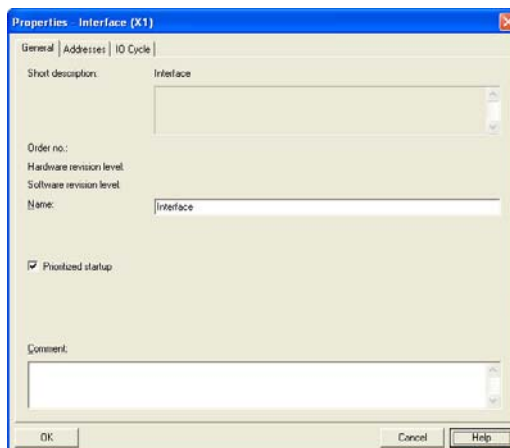 Properties - Interface (X1)
General Addresses IO Cycle
Short description: Interface
Order no.:
Hardware revision level:
Software revision level:
Name: Interface
Prioritized startup
Comment:
OK Cancel Help